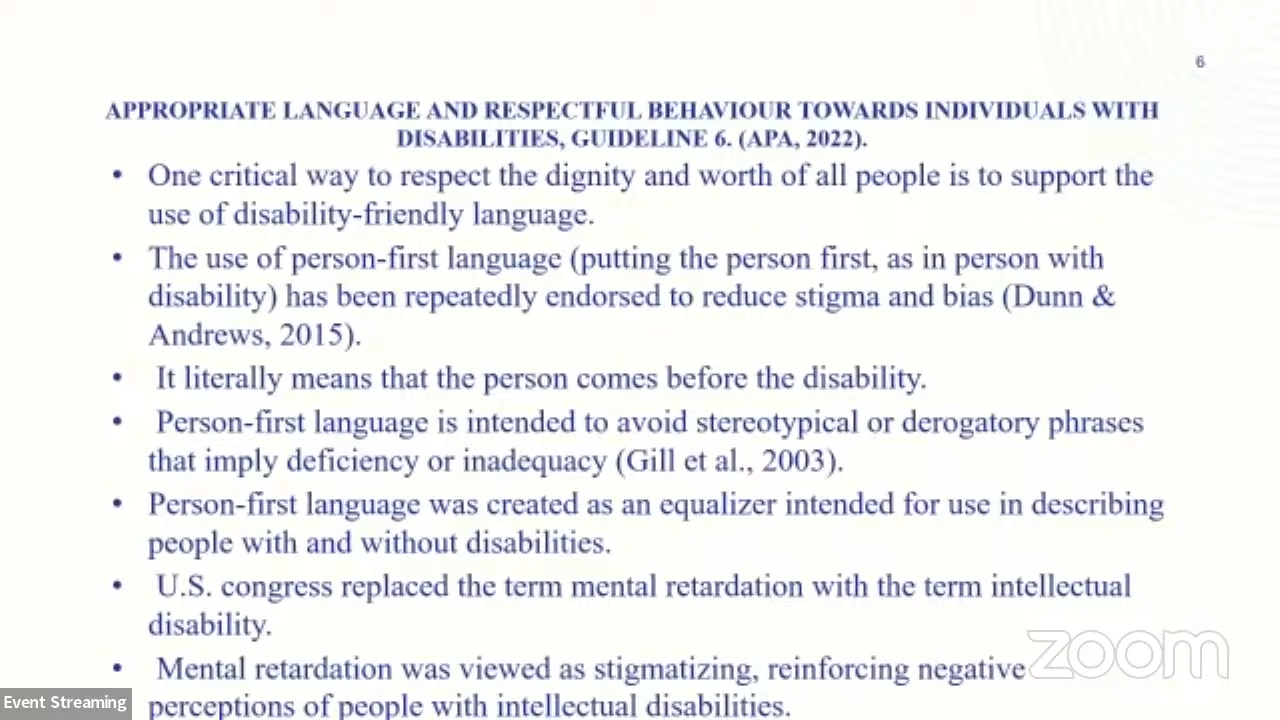 6
APPROPRIATE LANGUAGE AND RESPECTFUL BEHAVIOUR TOWARDS INDIVIDUALS WITH
DISABILITIES, GUIDELINE 6. (APA, 2022).
• One critical way to respect the dignity and worth of all people is to support the
use of disability-friendly language.
• The use of person-first language (putting the person first, as in person with
disability) has been repeatedly endorsed to reduce stigma and bias (Dunn &
Andrews, 2015).
• It literally means that the person comes before the disability.
• Person-first language is intended to avoid stereotypical or derogatory phrases
that imply deficiency or inadequacy (Gill et al., 2003).
• Person-first language was created as an equalizer intended for use in describing
people with and without disabilities.
• U.S. congress replaced the term mental retardation with the term intellectual
disability.
• Mental retardation was viewed as stigmatizing, reinforcing negative
perceptions of people with intellectual disabilities.
zoom
Event Streaming